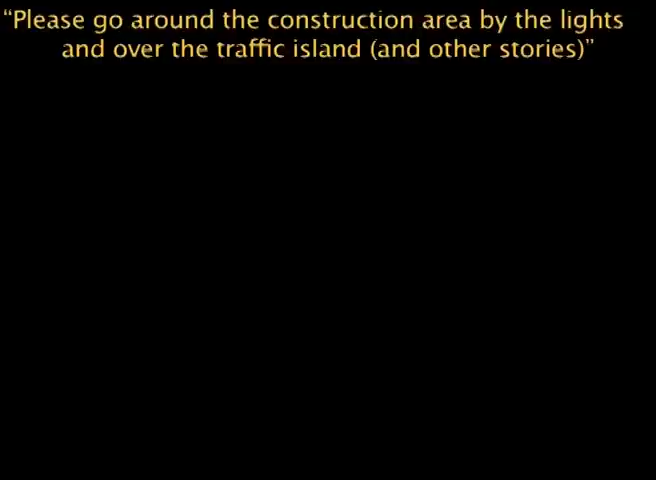 “Please go around the construction area by the lights
and over the traffic island (and other stories)”